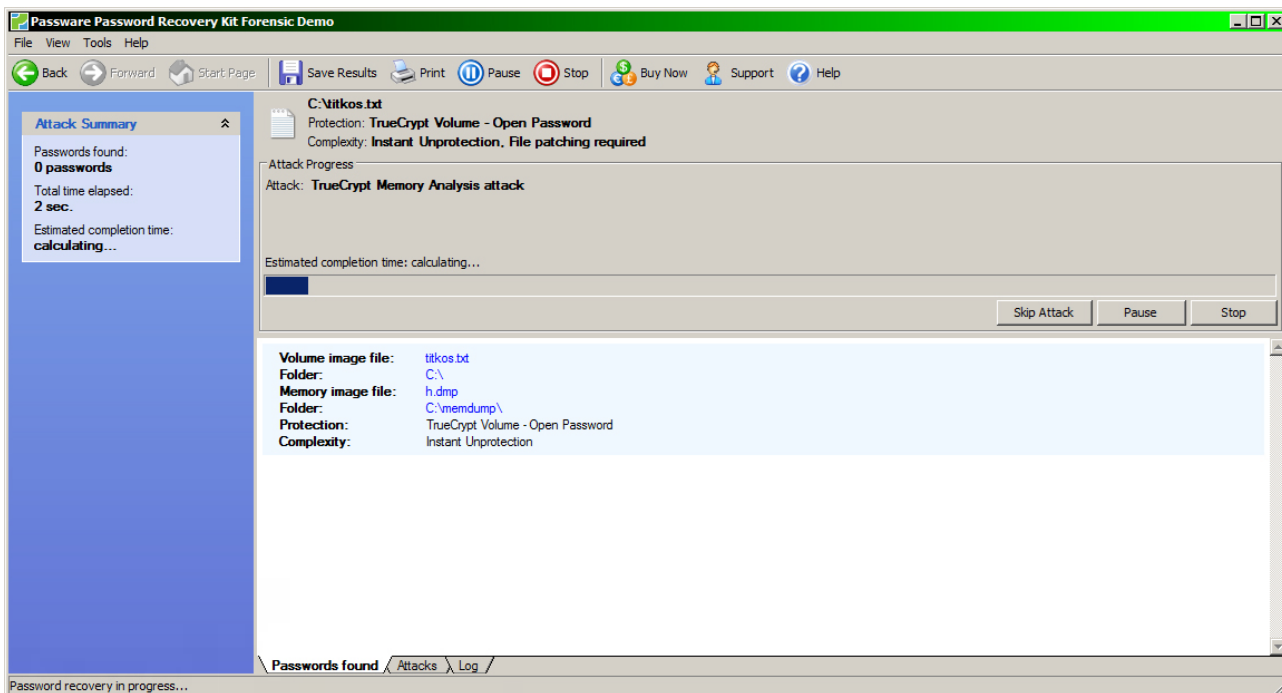 Passware Password Recovery Kit Forensic Demo
File View Tools Help
Back Forward Start Page Save Results Print Pause Stop Buy Now Support Help
Attack Summary
Passwords found:
0 passwords
Total time elapsed:
2 sec.
Estimated completion time:
calculating...
C:\titkos.txt
Protection: TrueCrypt Volume - Open Password
Complexity: Instant Unprotection, File patching required
Attack Progress
Attack: TrueCrypt Memory Analysis attack
Estimated completion time: calculating...
Skip Attack Pause Stop
Volume image file: titkos.txt
Folder: C:\
Memory image file: h.dmp
Folder: C:\memdump\
Protection: TrueCrypt Volume - Open Password
Complexity: Instant Unprotection
Passwords found Attacks Log
Password recovery in progress...